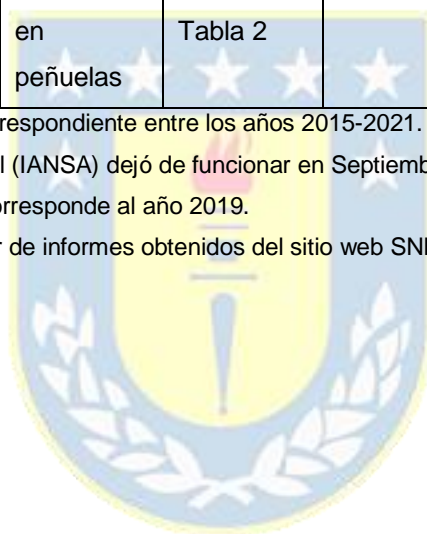 en Tabla 2
peñuelas
respondiente entre los años 2015-2021.
l (IANSA) dejó de funcionar en Septiemb
orresponde al año 2019.
r de informes obtenidos del sitio web SNI